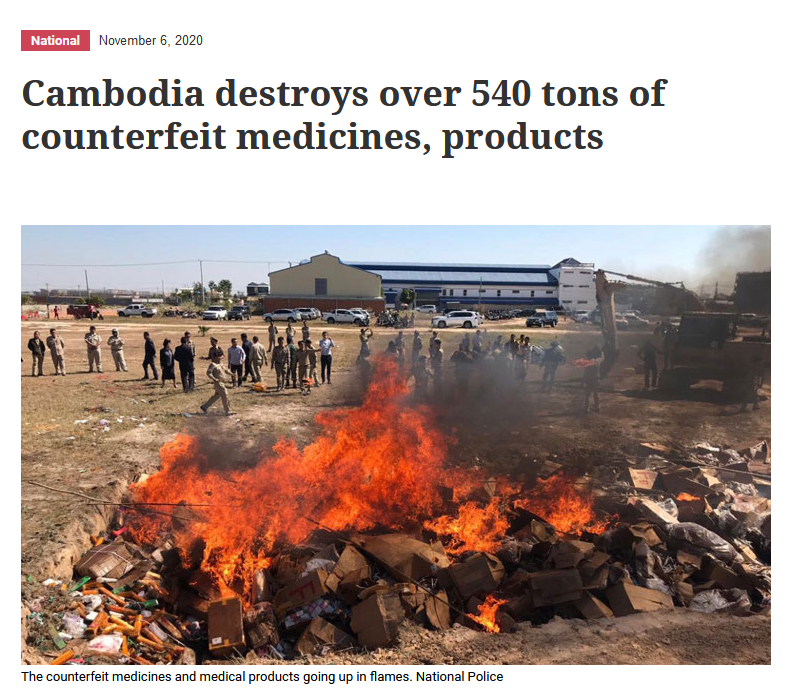 National November 6, 2020
Cambodia destroys over 540 tons of
counterfeit medicines, products
The counterfeit medicines and medical products going up in flames. National Police